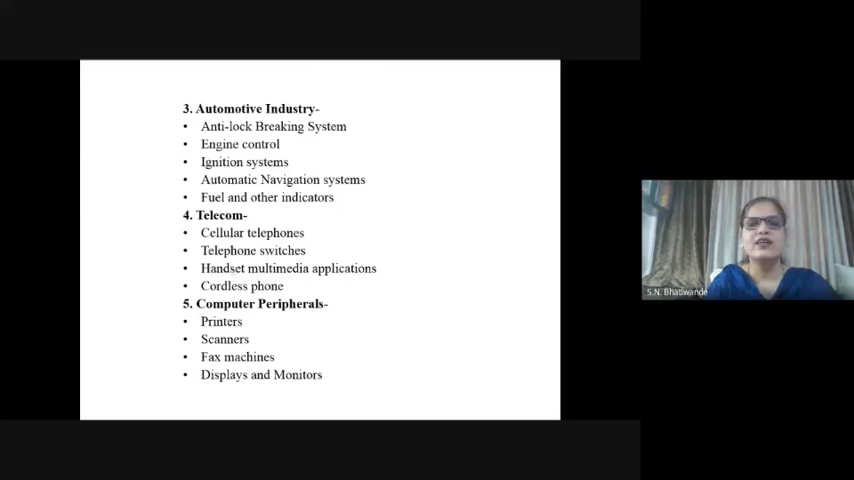 3. Automotive Industry-
• Anti-lock Breaking System
• Engine control
• Ignition systems
• Automatic Navigation systems
• Fuel and other indicators
4. Telecom-
• Cellular telephones
• Telephone switches
• Handset multimedia applications
• Cordless phone
5. Computer Peripherals-
• Printers
• Scanners
• Fax machines
• Displays and Monitors
S.N. Bhatiwande